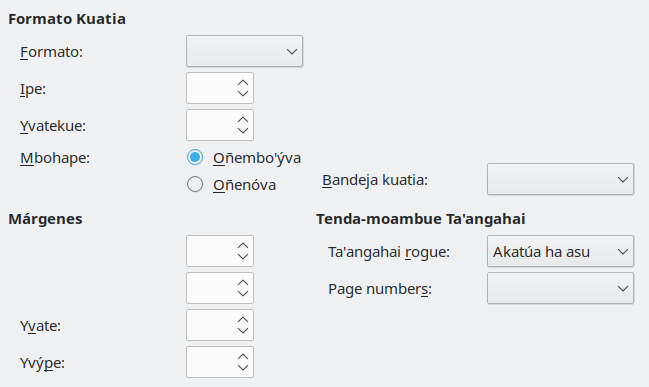 Formato Kuatia
Formato:
Ipe:
Yvatekue:
Mbohape:
Oñembo'ýva
Oñenóva
Bandeja kuatia:
Márgenes
Yvate:
Yvýpe:
Tenda-moambue Ta'angahai
Ta'angahai rogue:
Akatúa ha asu
Page numbers: